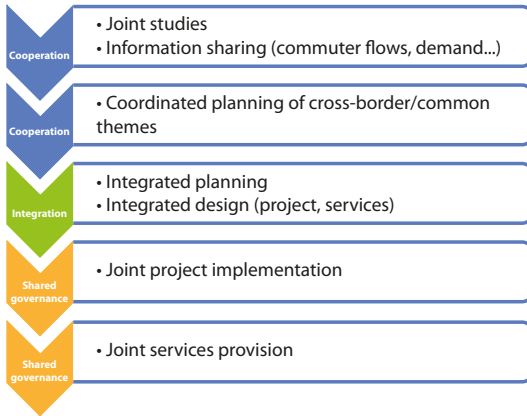 Cooperation
• Joint studies
• Information sharing (commuter flows, demand...)
Cooperation
• Coordinated planning of cross-border/common
themes
Integration
• Integrated planning
• Integrated design (project, services)
Shared
governance
• Joint project implementation
Shared
governance
• Joint services provision